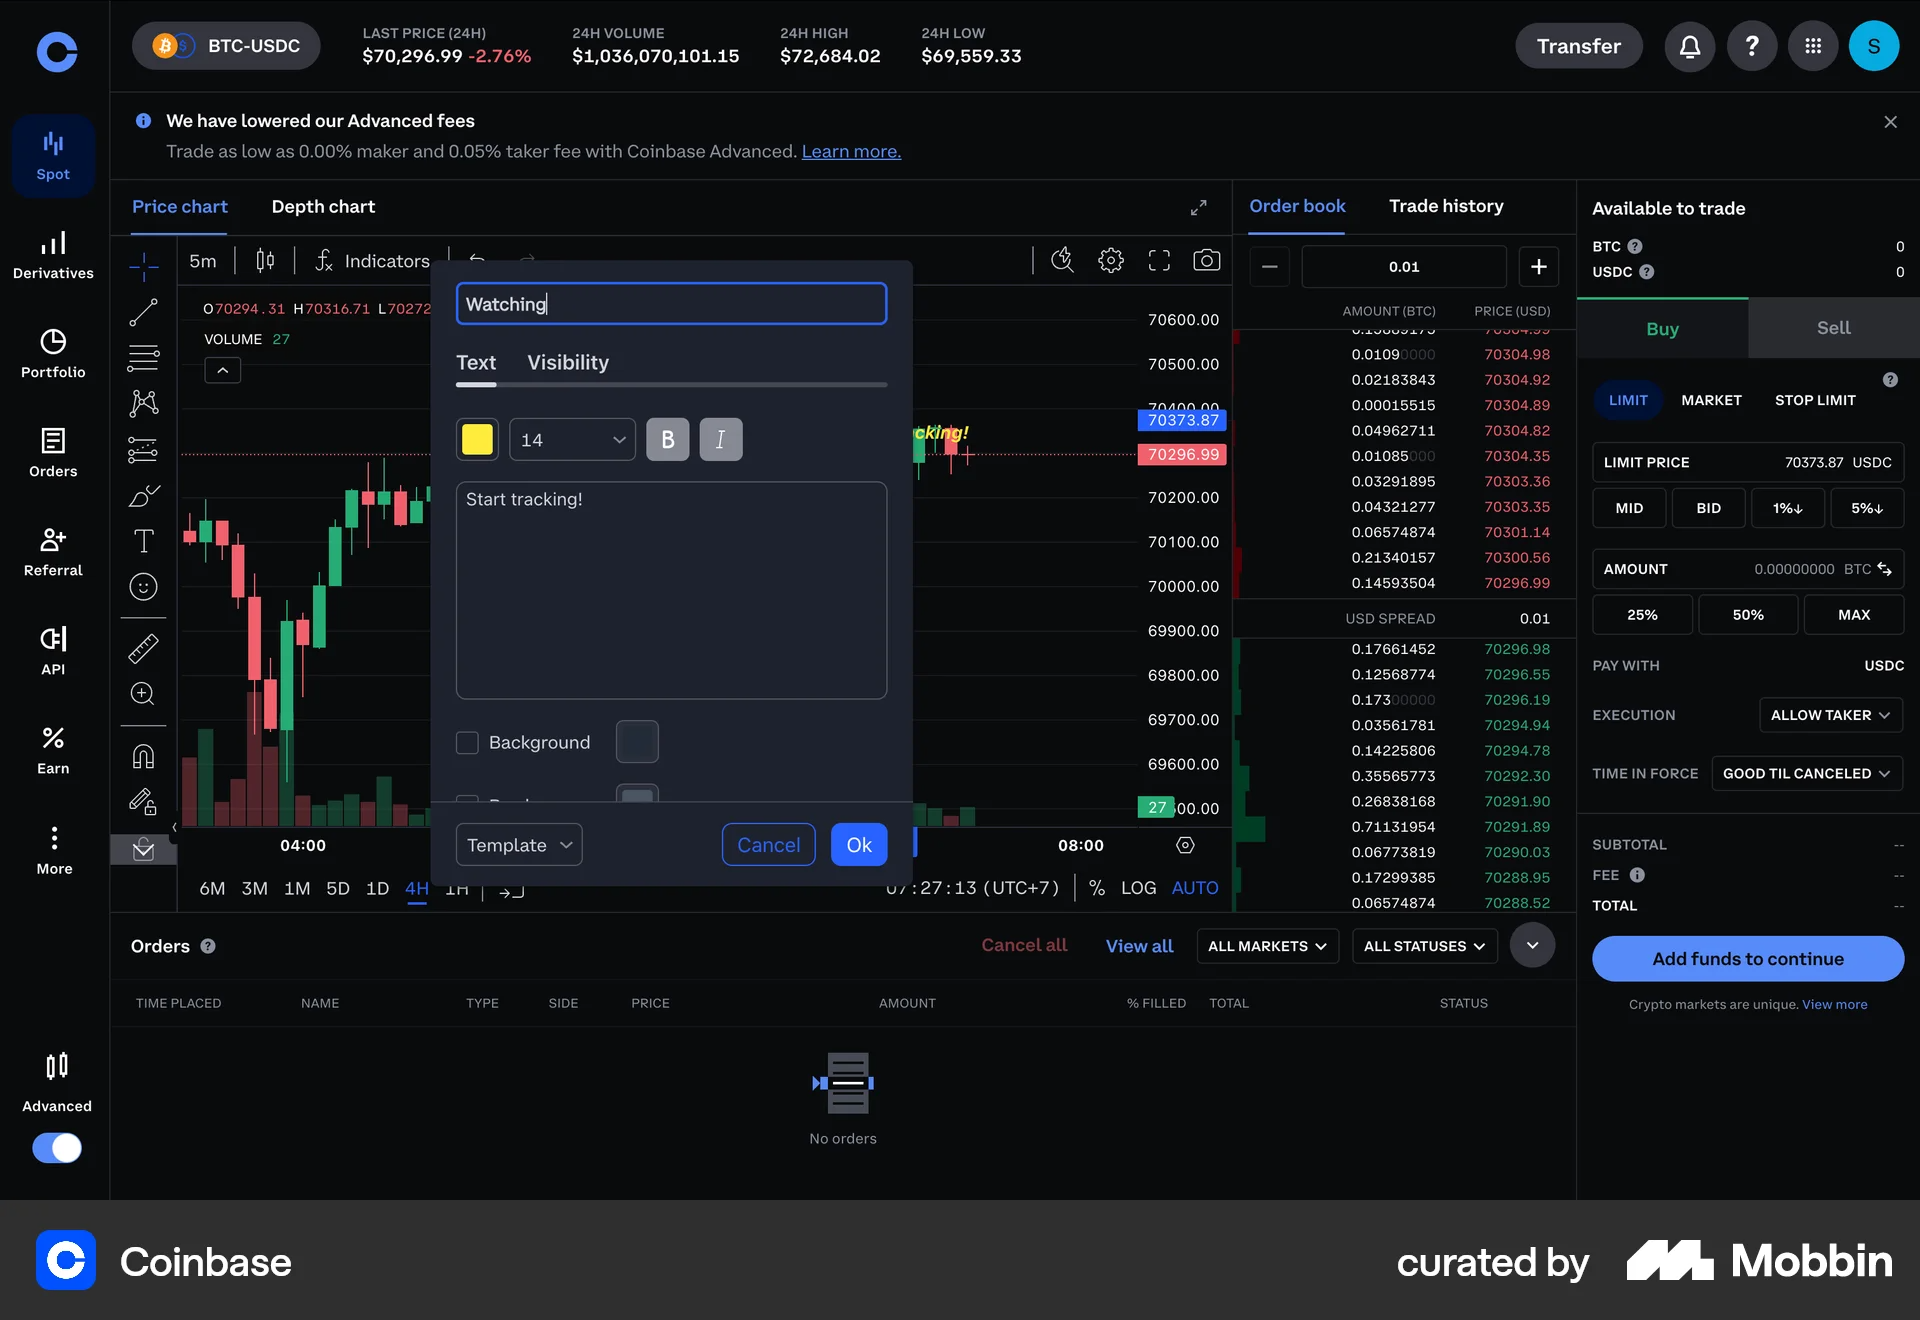 BTC-USDC
LAST PRICE (24H)
$70,296.99 -2.76%
24H VOLUME
$1,036,070,101.15
24H HIGH
$72,684.02
24H LOW
$69,559.33
Transfer
?
S
We have lowered our Advanced fees
Trade as low as 0.00% maker and 0.05% taker fee with Coinbase Advanced. Learn more.
Spot
Derivatives
Portfolio
Orders
Referral
API
Earn
More
Advanced
Price chart
Depth chart
5m
Indicators
O70294.31 H70316.71 L70272
VOLUME 27
Watching
Text
Visibility
14
B
I
Start tracking!
Background
Template
Cancel
Ok
cking!
70600.00
70500.00
70400.00
70373.87
70296.99
70200.00
70100.00
70000.00
69900.00
69800.00
69700.00
69600.00
27
04:00
08:00
6M 3M 1M 5D 1D 4H 1H
07:27:13 (UTC+7)
% LOG AUTO
Order book
Trade history
0.01
AMOUNT (BTC) PRICE (USD)
0.01090000 70304.98
0.02183843 70304.92
0.00015515 70304.89
0.04962711 70304.82
0.01085000 70304.35
0.03291895 70303.36
0.04321277 70303.35
0.06574874 70301.14
0.21340157 70300.56
0.14593504 70296.99
USD SPREAD 0.01
0.17661452 70296.98
0.12568774 70296.55
0.17300000 70296.19
0.03561781 70294.94
0.14225806 70294.78
0.35565773 70292.30
0.26838168 70291.90
0.71131954 70291.89
0.06773819 70290.03
0.17299385 70288.95
0.06574874 70288.52
Available to trade
BTC ? 0
USDC ? 0
Buy
Sell
?
LIMIT MARKET STOP LIMIT
LIMIT PRICE 70373.87 USDC
MID BID 1%↓ 5%↓
AMOUNT 0.00000000 BTC
25% 50% MAX
PAY WITH USDC
EXECUTION ALLOW TAKER
TIME IN FORCE GOOD TIL CANCELED
SUBTOTAL --
FEE --
TOTAL --
Add funds to continue
Crypto markets are unique. View more
Orders ?
Cancel all
View all
ALL MARKETS
ALL STATUSES
TIME PLACED NAME TYPE SIDE PRICE AMOUNT % FILLED TOTAL STATUS
No orders
Coinbase
curated by Mobbin